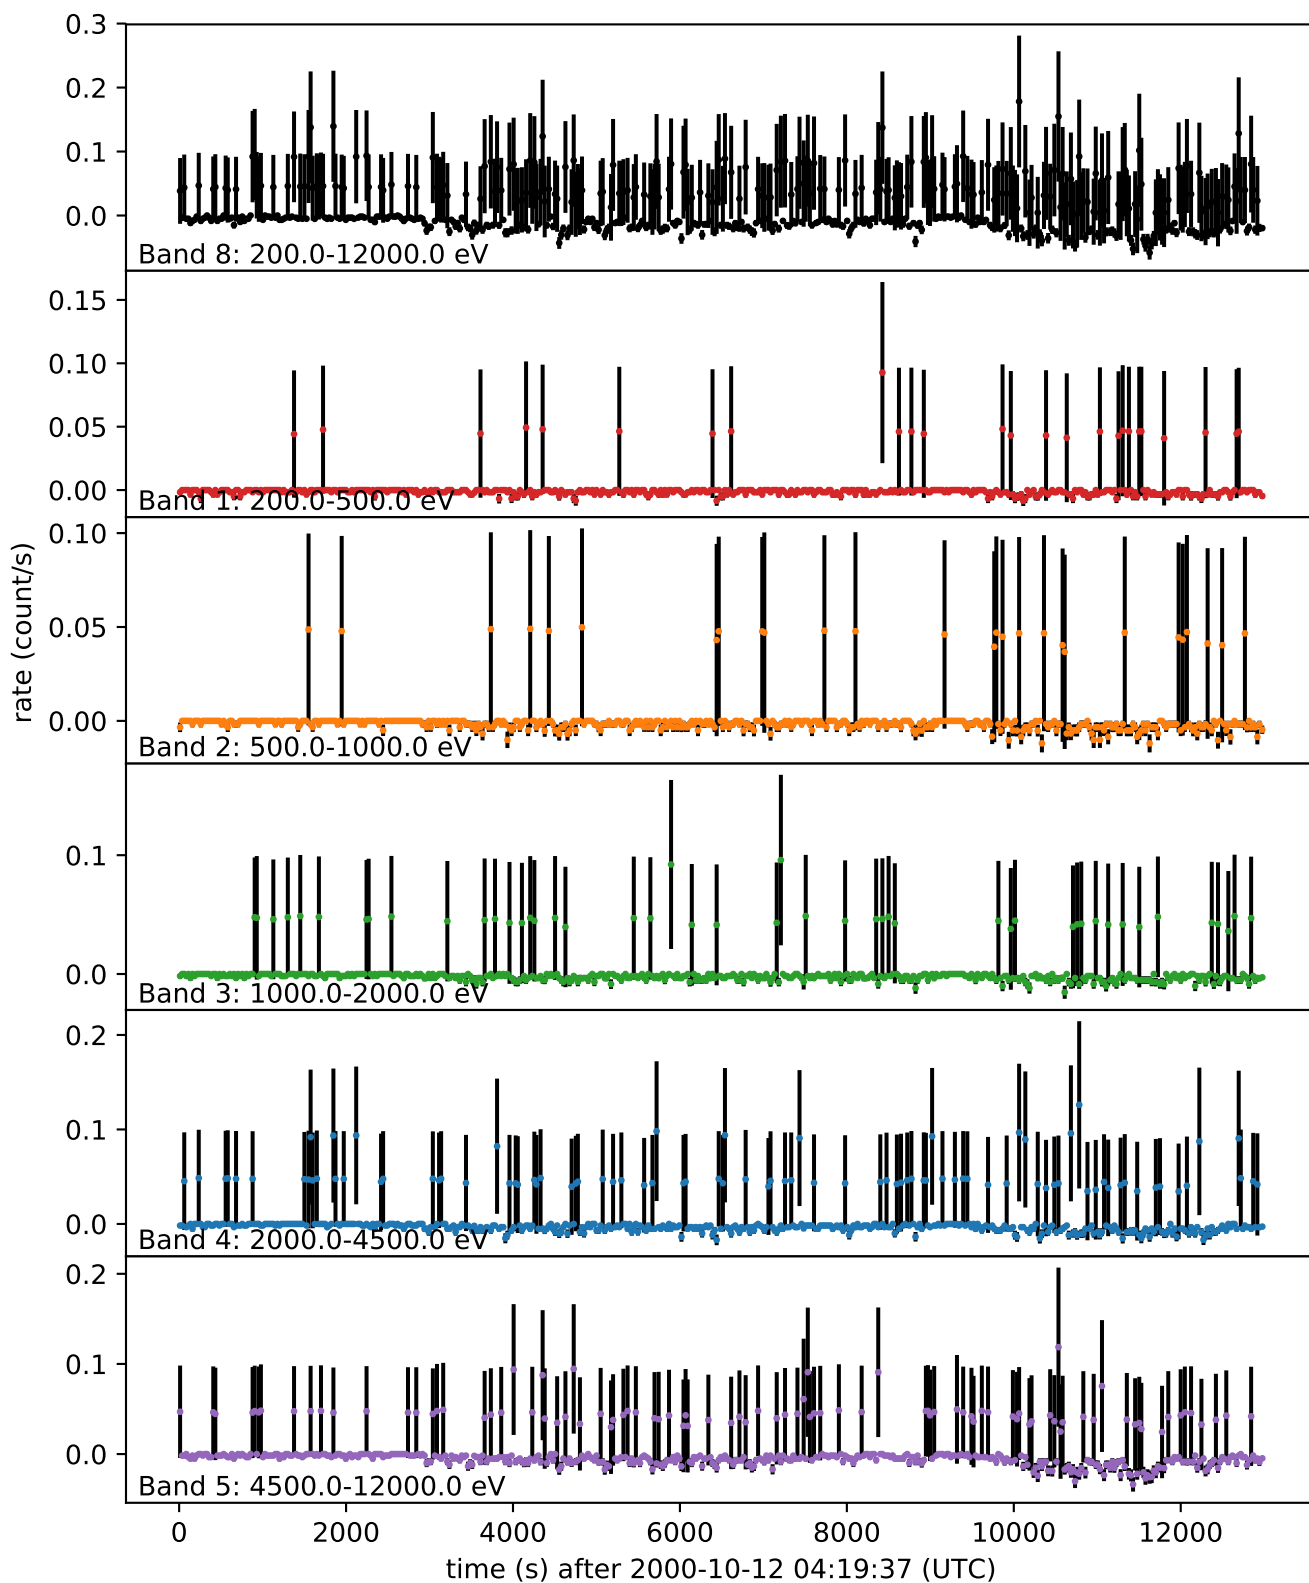 0.3
0.2
0.1
0.0
Band 8: 200.0-12000.0 eV
0.15
0.10
0.05
0.00
Band 1: 200.0-500.0 eV
0.10
0.05
0.00
Band 2: 500.0-1000.0 eV
rate (count/s)
0.1
0.0
Band 3: 1000.0-2000.0 eV
0.2
0.1
0.0
Band 4: 2000.0-4500.0 eV
0.2
0.1
0.0
Band 5: 4500.0-12000.0 eV
0 2000 4000 6000 8000 10000 12000
time (s) after 2000-10-12 04:19:37 (UTC)